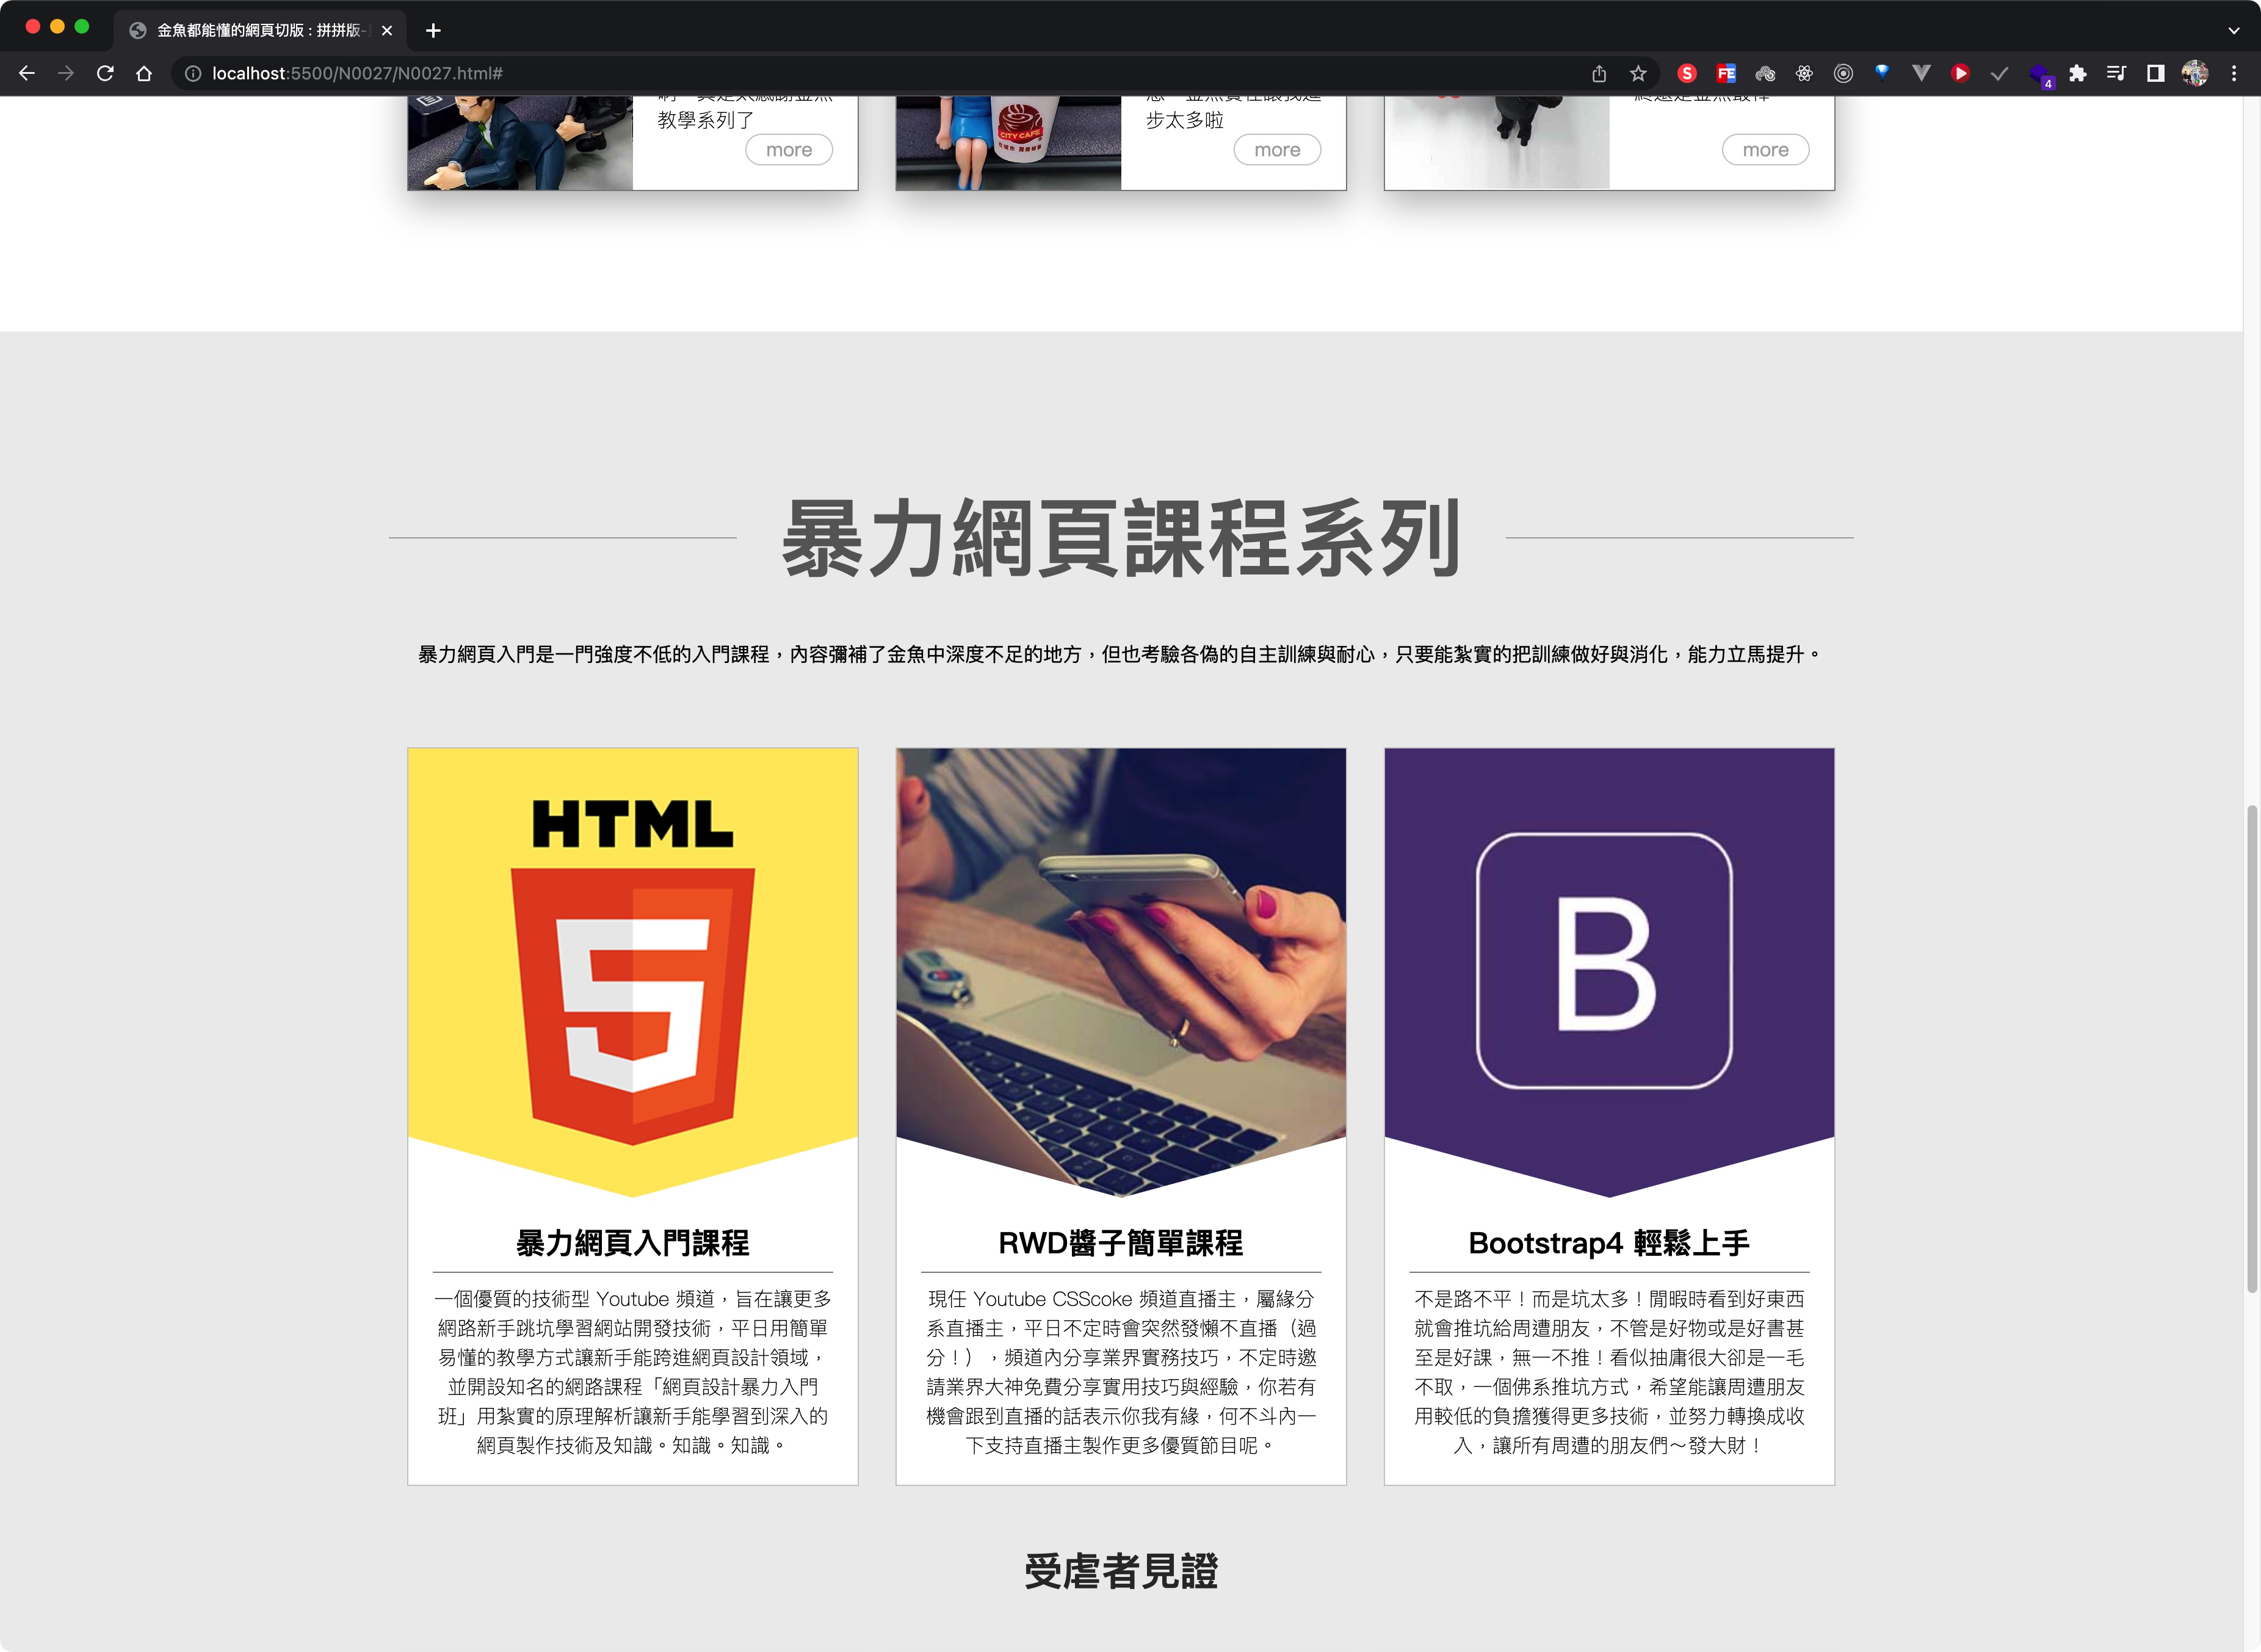 金魚都能懂的網頁切版 : 拼拼版-
localhost:5500/N0027/N0027.html#
4
教學系列了
more
CITY CAFE
步太多啦
more
more
暴力網頁課程系列
暴力網頁入門是一門強度不低的入門課程，內容彌補了金魚中深度不足的地方，但也考驗各偽的自主訓練與耐心，只要能紮實的把訓練做好與消化，能力立馬提升。
HTML
5
B
暴力網頁入門課程
一個優質的技術型 Youtube 頻道，旨在讓更多
網路新手跳坑學習網站開發技術，平日用簡單
易懂的教學方式讓新手能跨進網頁設計領域，
並開設知名的網路課程「網頁設計暴力入門
班」用紮實的原理解析讓新手能學習到深入的
網頁製作技術及知識。知識。知識。
RWD醬子簡單課程
現任 Youtube CSScoke 頻道直播主，屬緣分
系直播主，平日不定時會突然發懶不直播（過
分！），頻道內分享業界實務技巧，不定時邀
請業界大神免費分享實用技巧與經驗，你若有
機會跟到直播的話表示你我有緣，何不斗內一
下支持直播主製作更多優質節目呢。
Bootstrap4 輕鬆上手
不是路不平！而是坑太多！閒暇時看到好東西
就會推坑給周遭朋友，不管是好物或是好書甚
至是好課，無一不推！看似抽庸很大卻是一毛
不取，一個佛系推坑方式，希望能讓周遭朋友
用較低的負擔獲得更多技術，並努力轉換成收
入，讓所有周遭的朋友們～發大財！
受虐者見證